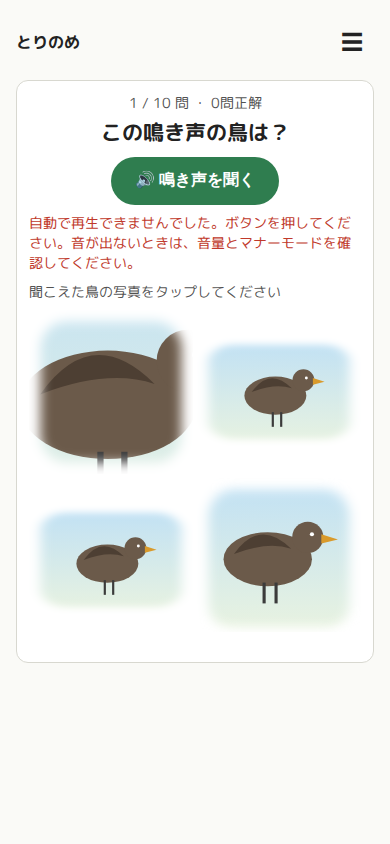 とりのめ
1 / 10 問 ・ 0問正解
この鳴き声の鳥は？
🔊 鳴き声を聞く
自動で再生できませんでした。ボタンを押してくだ
さい。音が出ないときは、音量とマナーモードを確
認してください。
聞こえた鳥の写真をタップしてください